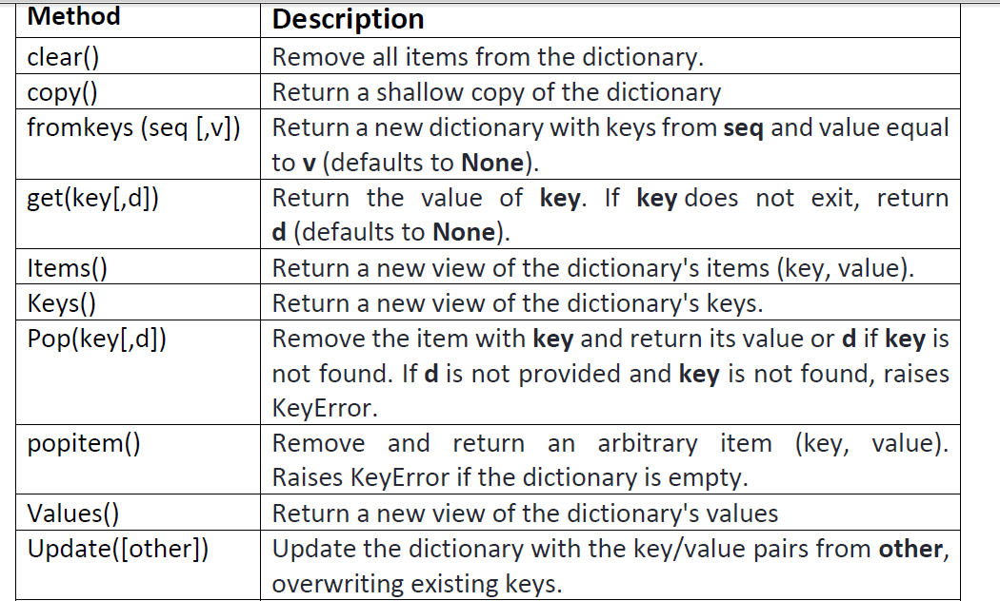 Method Description
clear() Remove all items from the dictionary.
copy() Return a shallow copy of the dictionary
fromkeys (seq [,v]) Return a new dictionary with keys from seq and value equal
to v (defaults to None).
get(key[,d]) Return the value of key. If key does not exit, return
d (defaults to None).
Items() Return a new view of the dictionary's items (key, value).
Keys() Return a new view of the dictionary's keys.
Pop(key[,d]) Remove the item with key and return its value or d if key is
not found. If d is not provided and key is not found, raises
KeyError.
popitem() Remove and return an arbitrary item (key, value).
Raises KeyError if the dictionary is empty.
Values() Return a new view of the dictionary's values
Update([other]) Update the dictionary with the key/value pairs from other,
overwriting existing keys.